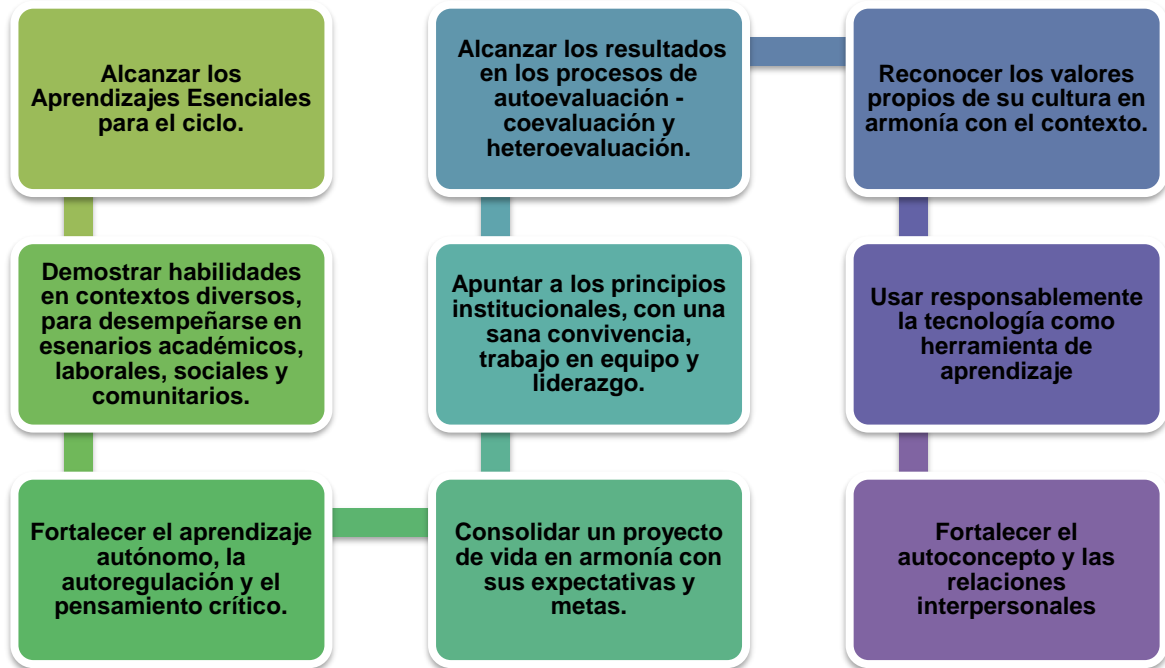 Alcanzar los
Aprendizajes Esenciales
para el ciclo.
Demostrar habilidades
en contextos diversos,
para desempeñarse en
esenarios académicos,
laborales, sociales y
comunitarios.
Fortalecer el aprendizaje
autónomo, la
autoregulación y el
pensamiento crítico.
Consolidar un proyecto
de vida en armonía con
sus expectativas y
metas.
Apuntar a los principios
institucionales, con una
sana convivencia,
trabajo en equipo y
liderazgo.
Alcanzar los resultados
en los procesos de
autoevaluación -
coevaluación y
heteroevaluación.
Reconocer los valores
propios de su cultura en
armonía con el contexto.
Usar responsablemente
la tecnología como
herramienta de
aprendizaje
Fortalecer el
autoconcepto y las
relaciones
interpersonales